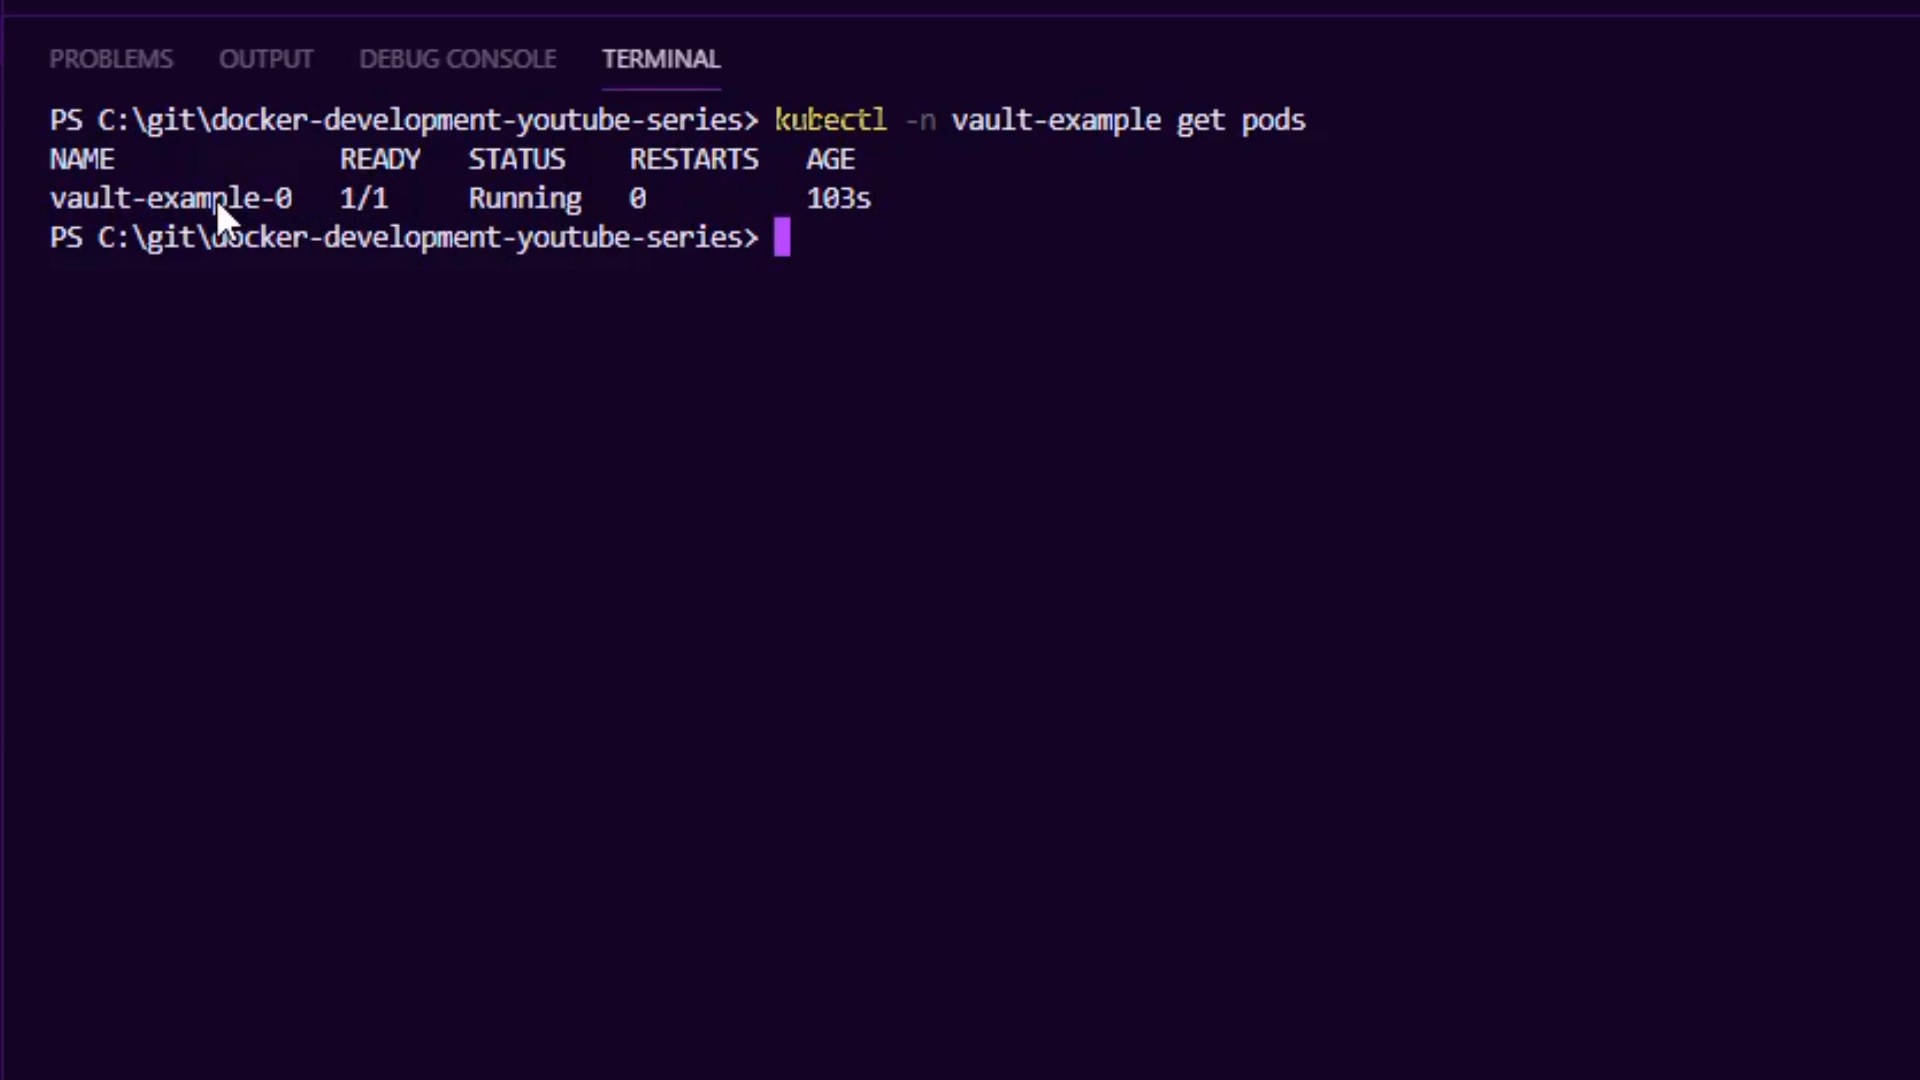 PROBLEMS OUTPUT DEBUG CONSOLE TERMINAL
PS C:\git\docker-development-youtube-series> kubectl -n vault-example get pods
NAME READY STATUS RESTARTS AGE
vault-example-0 1/1 Running 0 103s
PS C:\git\docker-development-youtube-series>